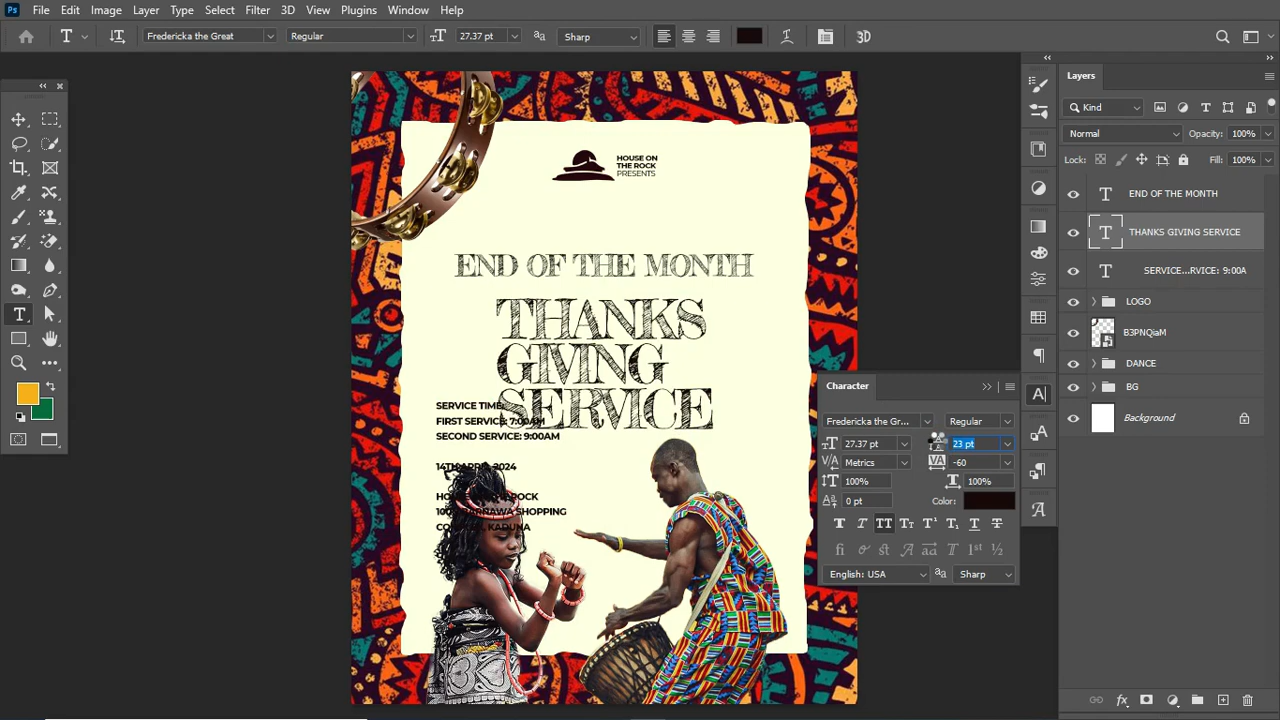 Ps File Edit Image Layer Type Select Filter 3D View Plugins Window Help
T Fredericka the Great Regular 27.37 pt Sharp 3D
Layers
Kind
Normal Opacity: 100%
Lock: Fill: 100%
END OF THE MONTH
THANKS GIVING SERVICE
SERVICE...RVICE: 9:00A
LOGO
B3PNQiaM
DANCE
BG
Background
HOUSE ON
THE ROCK
PRESENTS
END OF THE MONTH
THANKS
GIVING
SERVICE
SERVICE TIME:
FIRST SERVICE: 7:00AM
SECOND SERVICE: 9:00AM
14TH APRIL 2024
Character
Fredericka the Gr... Regular
27.37 pt 23 pt
Metrics -60
100% 100%
0 pt Color:
English: USA Sharp